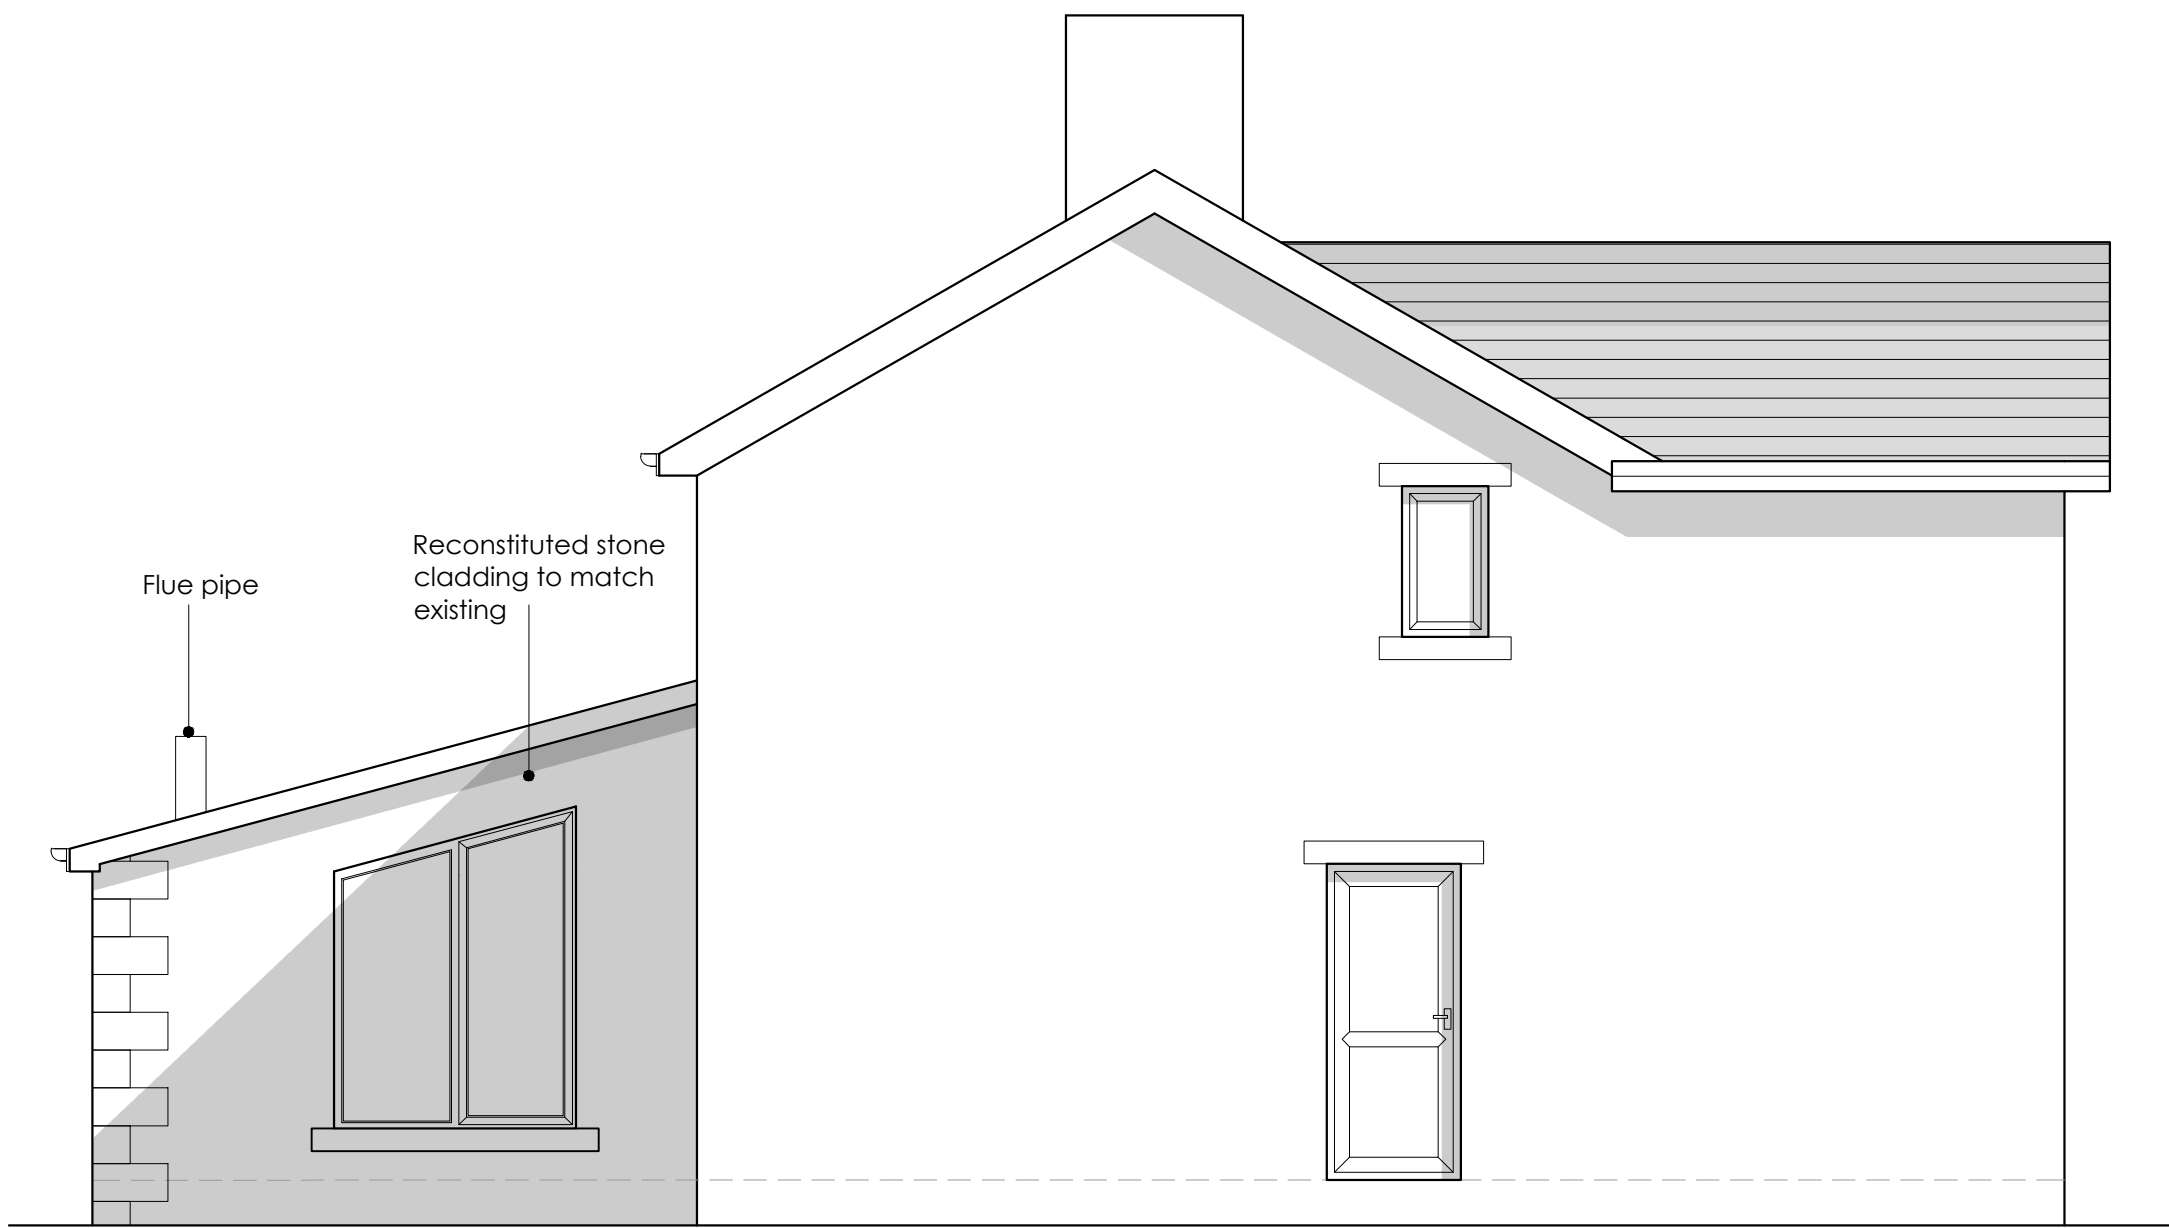 Reconstituted stone
cladding to match
existing
Flue pipe